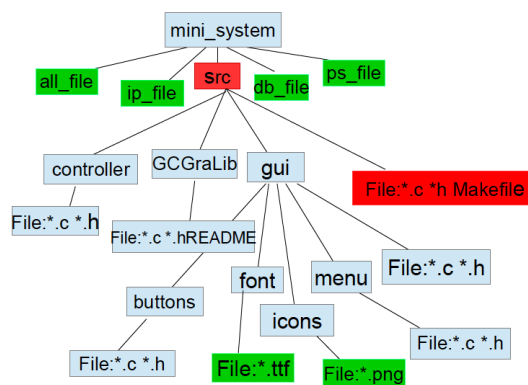 mini_system
all_file
ip_file
src
db_file
ps_file
controller
GCGraLib
gui
File:*.c *h Makefile
File:*.c *.h
File:*.c *.hREADME
File:*.c *.h
font
menu
buttons
icons
File:*.c *.h
File:*.c *.h
File:*.ttf
File:*.png